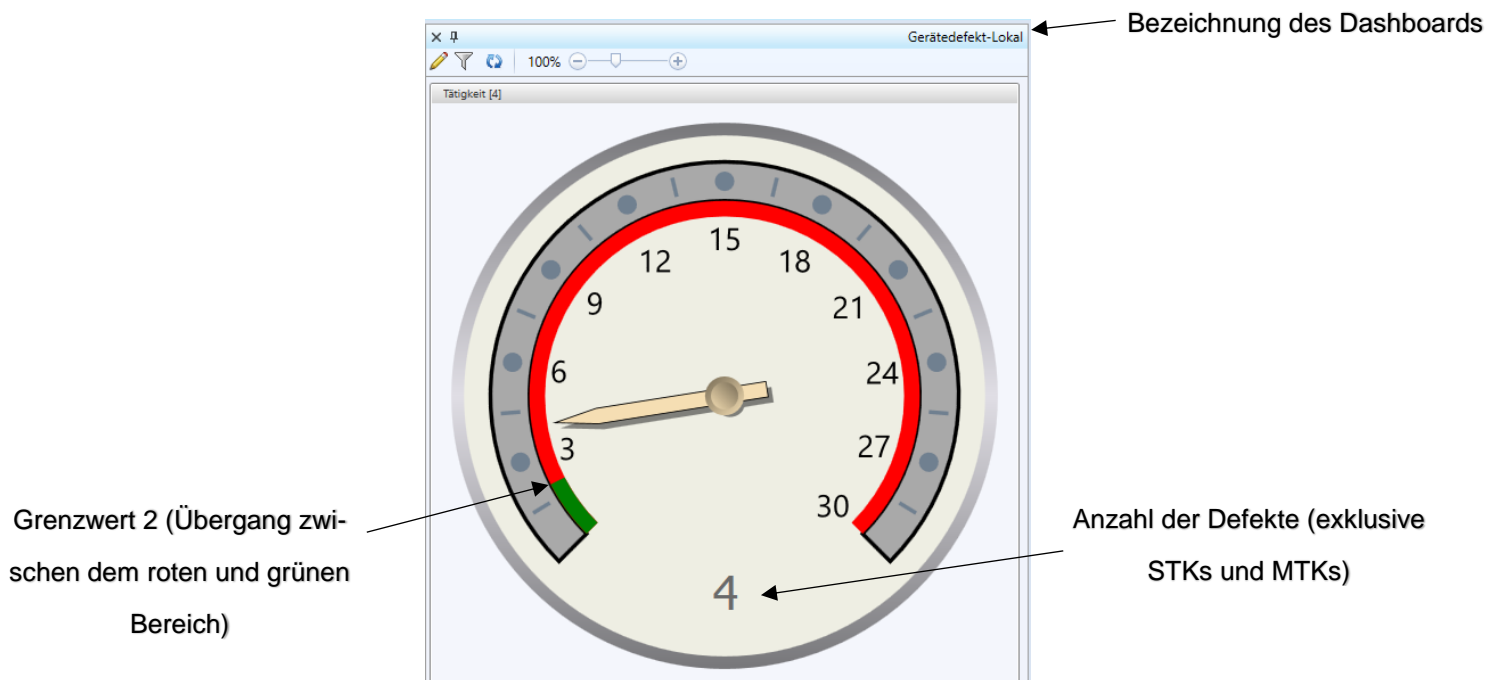 Bezeichnung des Dashboards
Gerätedefekt-Lokal
100%
Tätigkeit [4]
15
12
18
9
21
6
24
3
27
30
Grenzwert 2 (Übergang zwi-
schen dem roten und grünen
Bereich)
Anzahl der Defekte (exklusive
STKs und MTKs)
4